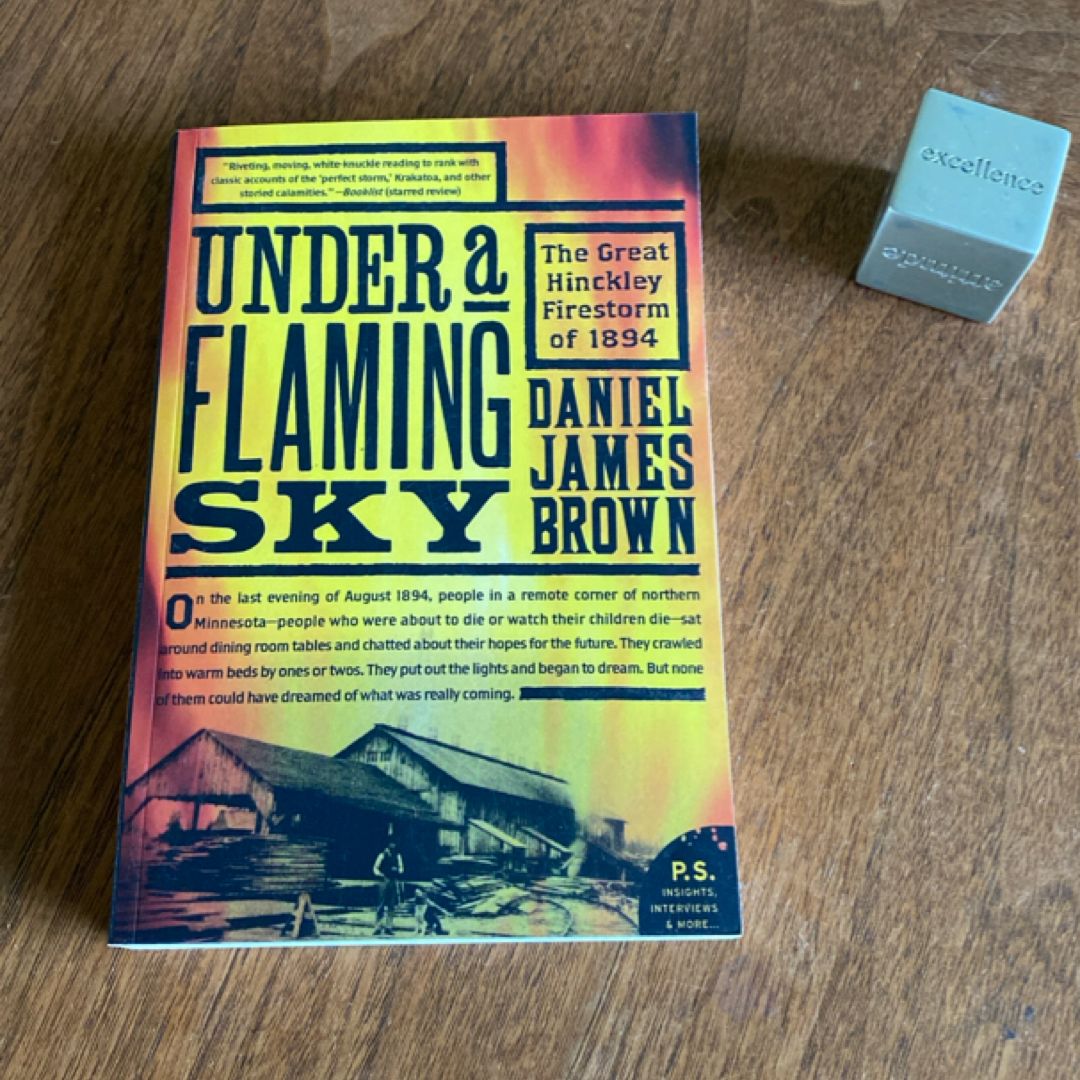 "Riveting, moving, white-knuckle reading to rank with
classic accounts of the 'perfect storm,' Krakatoa, and other
storied calamities." —Booklist (starred review)
UNDER a
FLAMING
SKY
The Great
Hinckley
Firestorm
of 1894
DANIEL
JAMES
BROWN
On the last evening of August 1894, people in a remote corner of northern
Minnesota—people who were about to die or watch their children die—sat
around dining room tables and chatted about their hopes for the future. They crawled
into warm beds by ones or twos. They put out the lights and began to dream. But none
of them could have dreamed of what was really coming.
P.S.
INSIGHTS,
INTERVIEWS
& MORE...
excellence
attitude